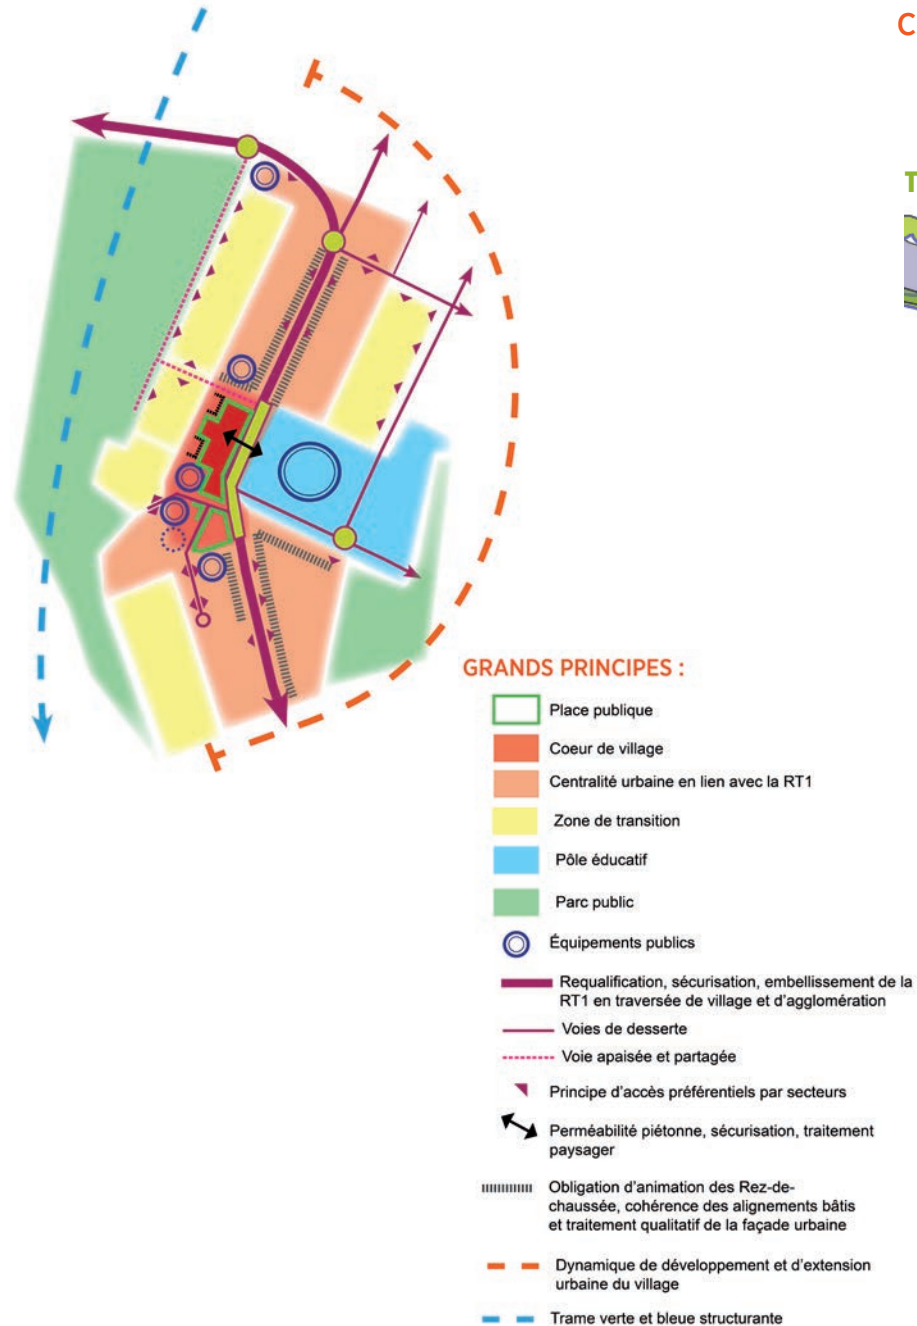 C
T
GRANDS PRINCIPES :
Place publique
Coeur de village
Centralité urbaine en lien avec la RT1
Zone de transition
Pôle éducatif
Parc public
Équipements publics
Requalification, sécurisation, embellissement de la
RT1 en traversée de village et d'agglomération
Voies de desserte
Voie apaisée et partagée
Principe d'accès préférentiels par secteurs
Perméabilité piétonne, sécurisation, traitement
paysager
Obligation d'animation des Rez-de-
chaussée, cohérence des alignements bâtis
et traitement qualitatif de la façade urbaine
Dynamique de développement et d'extension
urbaine du village
Trame verte et bleue structurante